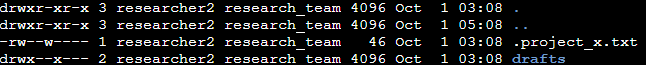 drwxr-xr-x 3 researcher2 research_team 4096 Oct  1 03:08 .
drwxr-xr-x 3 researcher2 research_team 4096 Oct  1 05:08 ..
-rw--w---- 1 researcher2 research_team   46 Oct  1 03:08 .project_x.txt
drwx--x--- 2 researcher2 research_team 4096 Oct  1 03:08 drafts